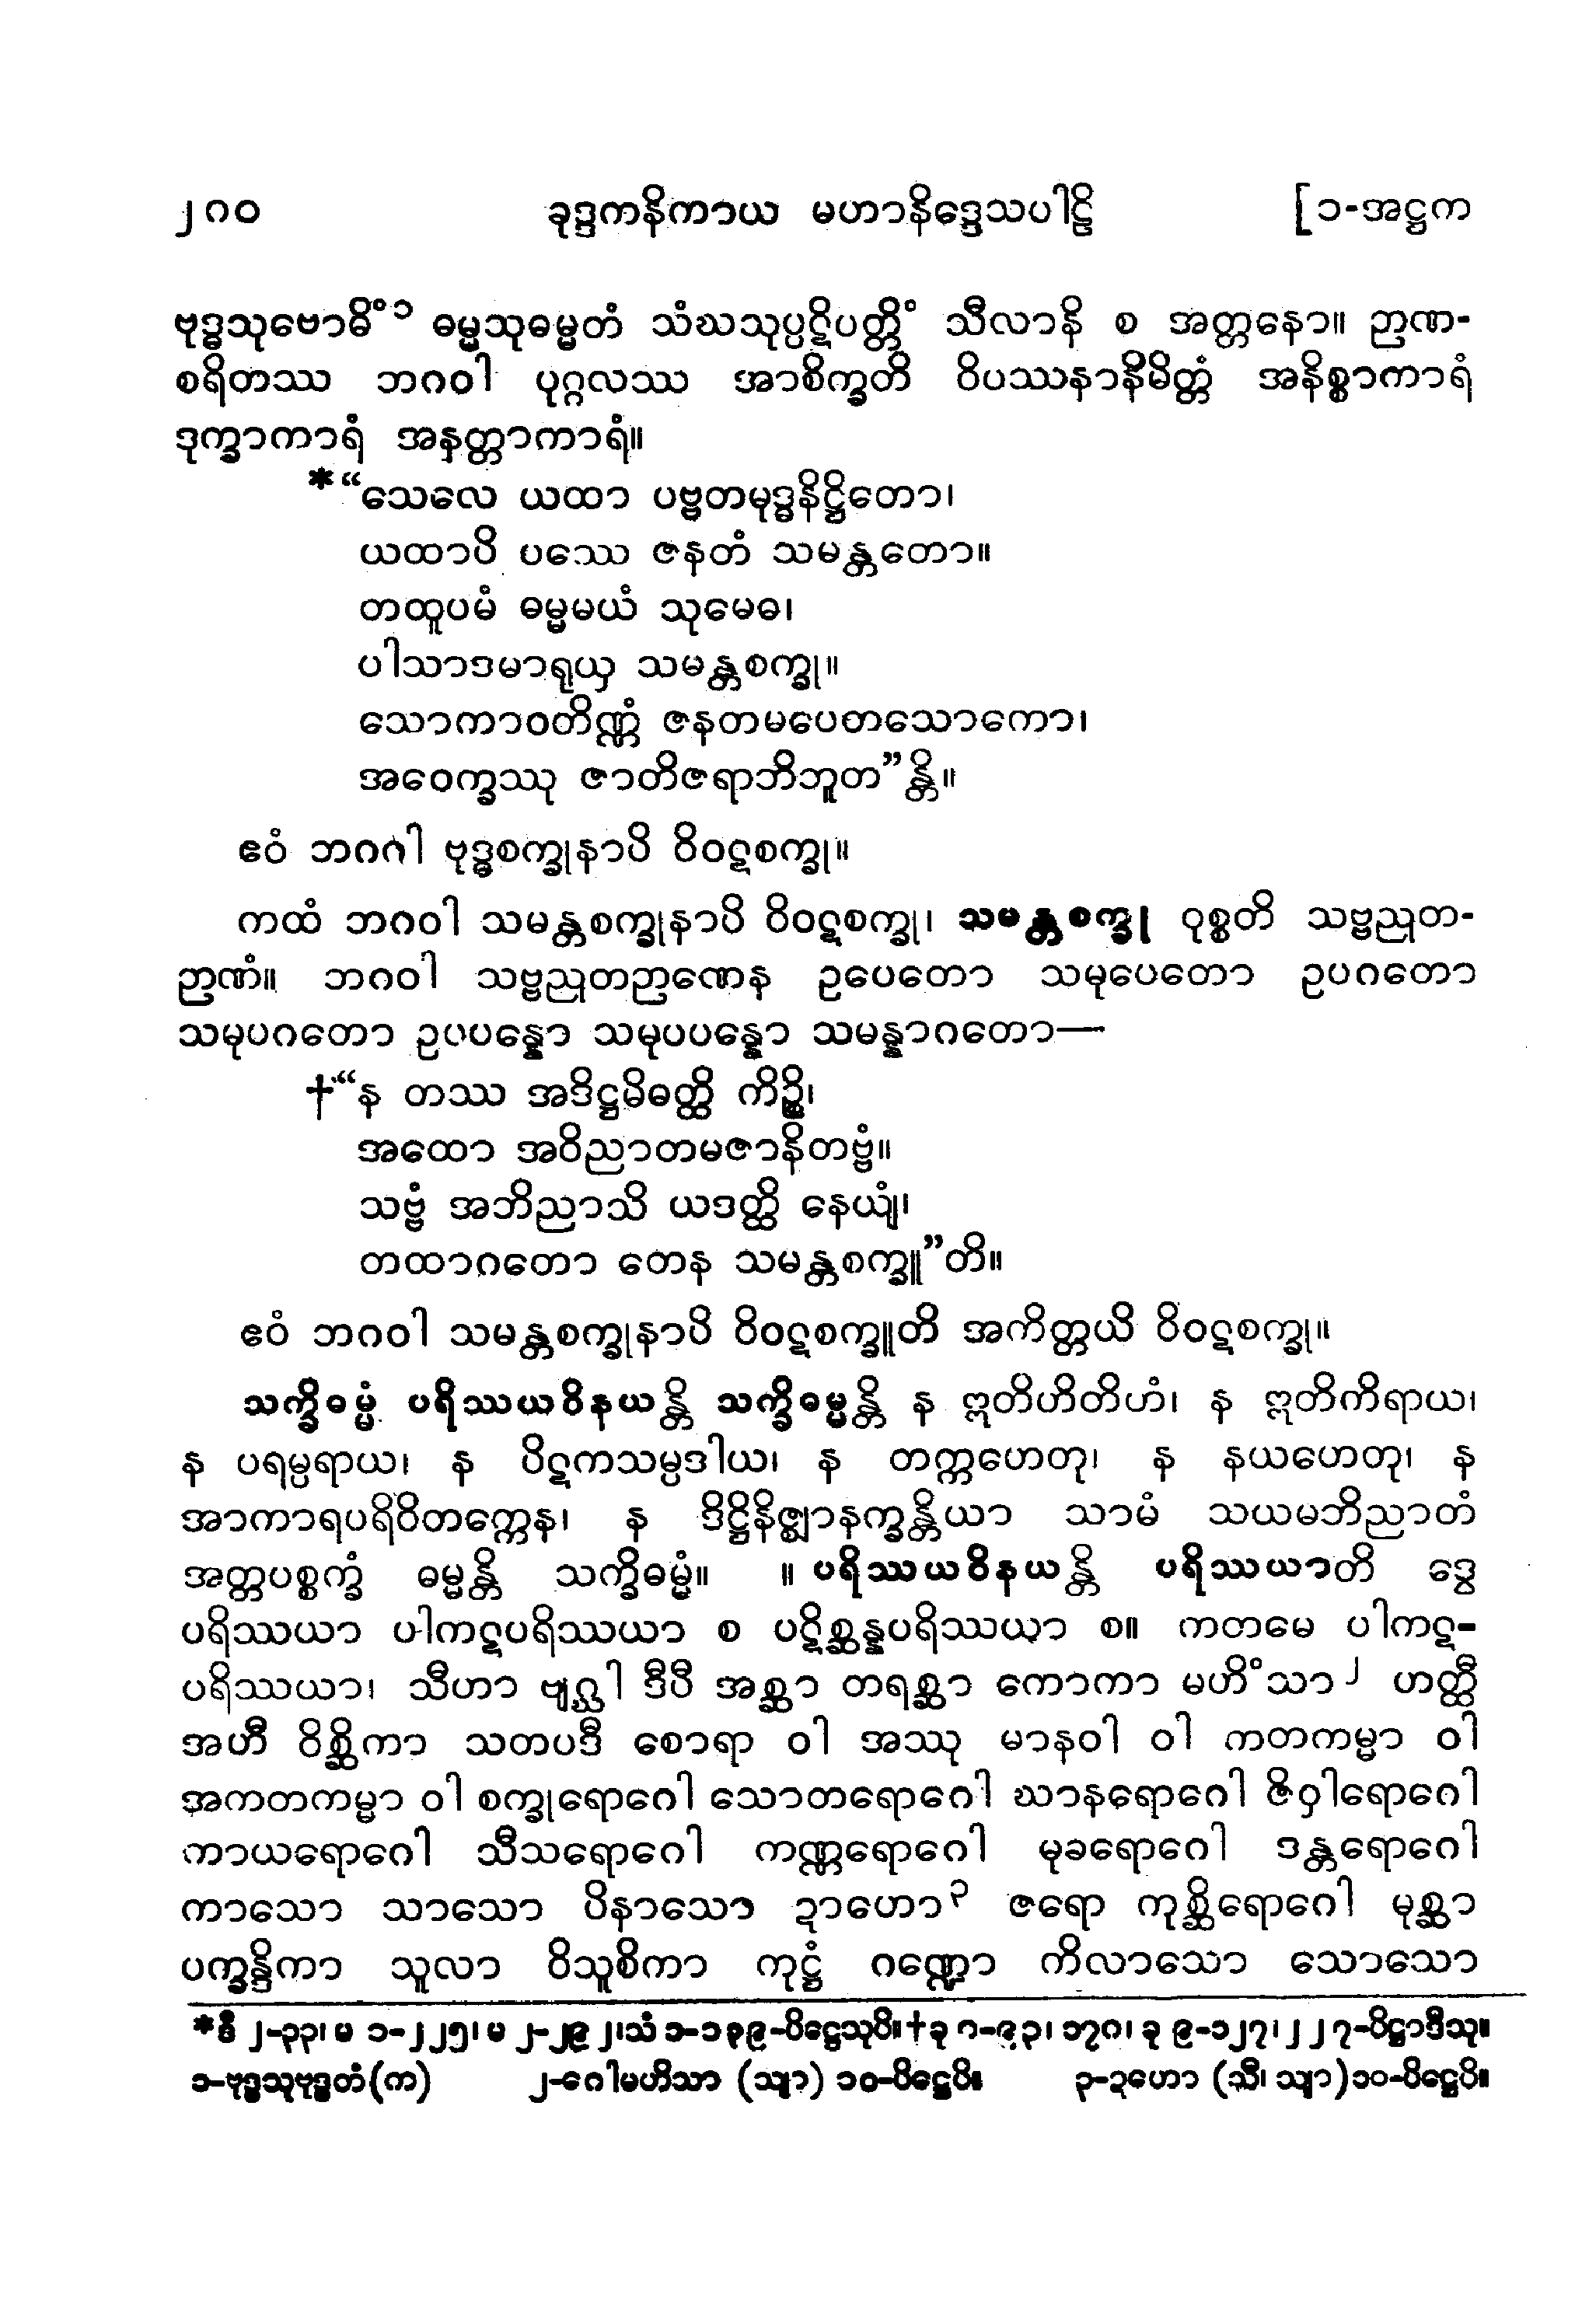 ၂၈၀ ခုဒ္ဒကနိကာယ မဟာနိဒ္ဒေသပါဠိ [၁-အဋ္ဌက
ဗုဒ္ဓသုဗောဓိံ၁ ဓမ္မသုဓမ္မတံ သံဃသုပ္ပဋိပတ္တိံ သီလာနိ စ အတ္တနော။ ဉာဏ-
စရိတဿ ဘဂဝါ ပုဂ္ဂလဿ အာစိက္ခတိ ဝိပဿနာနိမိတ္တံ အနိစ္စာကာရံ
ဒုက္ခာကာရံ အနတ္တာကာရံ။
*“သေလေ ယထာ ပဗ္ဗတမုဒ္ဓနိဋ္ဌိတော၊
ယထာပိ ပဿေ ဇနတံ သမန္တတော။
တထူပမံ ဓမ္မမယံ သုမေဓ၊
ပါသာဒမာရုယှ သမန္တစက္ခု။
သောကာဝတိဏ္ဏံ ဇနတမပေတသောကော၊
အဝေက္ခဿု ဇာတိဇရာဘိဘူတ”န္တိ။
ဧဝံ ဘဂဂါ ဗုဒ္ဓစက္ခုနာပိ ဝိဝဋစက္ခု။
ကထံ ဘဂဝါ သမန္တစက္ခုနာပိ ဝိဝဋစက္ခု၊ သမန္တစက္ခု ဝုစ္စတိ သဗ္ဗညုတ-
ဉာဏံ။ ဘဂဝါ သဗ္ဗညုတဉာဏေန ဥပေတော သမုပေတော ဥပဂတော
သမုပဂတော ဥပပန္နော သမုပပန္နော သမန္နာဂတော—
†“န တဿ အဒိဋ္ဌမိဓတ္ထိ ကိဉ္စိ၊
အထော အဝိညာတမဇာနိတဗ္ဗံ။
သဗ္ဗံ အဘိညာသိ ယဒတ္ထိ နေယျံ၊
တထာဂတော တေန သမန္တစက္ခူ”တိ။
ဧဝံ ဘဂဝါ သမန္တစက္ခုနာပိ ဝိဝဋစက္ခူတိ အကိတ္တယိ ဝိဝဋစက္ခု။
သက္ခိဓမ္မံ ပရိဿယဝိနယန္တိ သက္ခိဓမ္မန္တိ န ဣတိဟိတိဟံ၊ န ဣတိကိရာယ၊
န ပရမ္ပရာယ၊ န ပိဋကသမ္ပဒါယ၊ န တက္ကဟေတု၊ န နယဟေတု၊ န
အာကာရပရိဝိတက္ကေန၊ န ဒိဋ္ဌိနိဇ္ဈာနက္ခန္တိယာ သာမံ သယမဘိညာတံ
အတ္တပစ္စက္ခံ ဓမ္မန္တိ သက္ခိဓမ္မံ။ ။ ပရိဿယဝိနယန္တိ ပရိဿယာတိ ဒွေ
ပရိဿယာ ပါကဋပရိဿယာ စ ပဋိစ္ဆန္နပရိဿယာ စ။ ကတမေ ပါကဋ-
ပရိဿယာ၊ သီဟာ ဗျဂ္ဃါ ဒီပီ အစ္ဆာ တရစ္ဆာ ကောကာ မဟိံသာ၂ ဟတ္ထီ
အဟီ ဝိစ္ဆိကာ သတပဒီ စောရာ ဝါ အဿု မာနဝါ ဝါ ကတကမ္မာ ဝါ
အကတကမ္မာ ဝါ စက္ခုရောဂေါ သောတရောဂေါ ဃာနရောဂေါ ဇိဝှါရောဂေါ
ကာယရောဂေါ သီသရောဂေါ ကဏ္ဏရောဂေါ မုခရောဂေါ ဒန္တရောဂေါ
ကာသော သာသော ပိနာသော ဍာဟော၃ ဇရော ကုစ္ဆိရောဂေါ မုစ္ဆာ
ပက္ခန္ဒိကာ သူလာ ဝိသူစိကာ ကုဋ္ဌံ ဂဏ္ဍော ကိလာသော သောသော
*ဒီ ၂-၃၃၊ မ ၁-၂၂၅၊ မ ၂-၂၉၂၊သံ ၁-၁၃၉-ပိဋ္ဌေသုပိ။ †ခု ၈-၉၃၊ ၁၇၈၊ ခု ၉-၁၂၇၊၂၂၇-ပိဋ္ဌာဒီသု။
၁-ဗုဒ္ဓသုဗုဒ္ဓတံ(က) ၂-ဂေါမဟိသာ (သျာ) ၁၀-ပိဋ္ဌေပိ။ ၃-ဍဟော (သီ၊ သျာ)၁၀-ပိဋ္ဌေပိ။